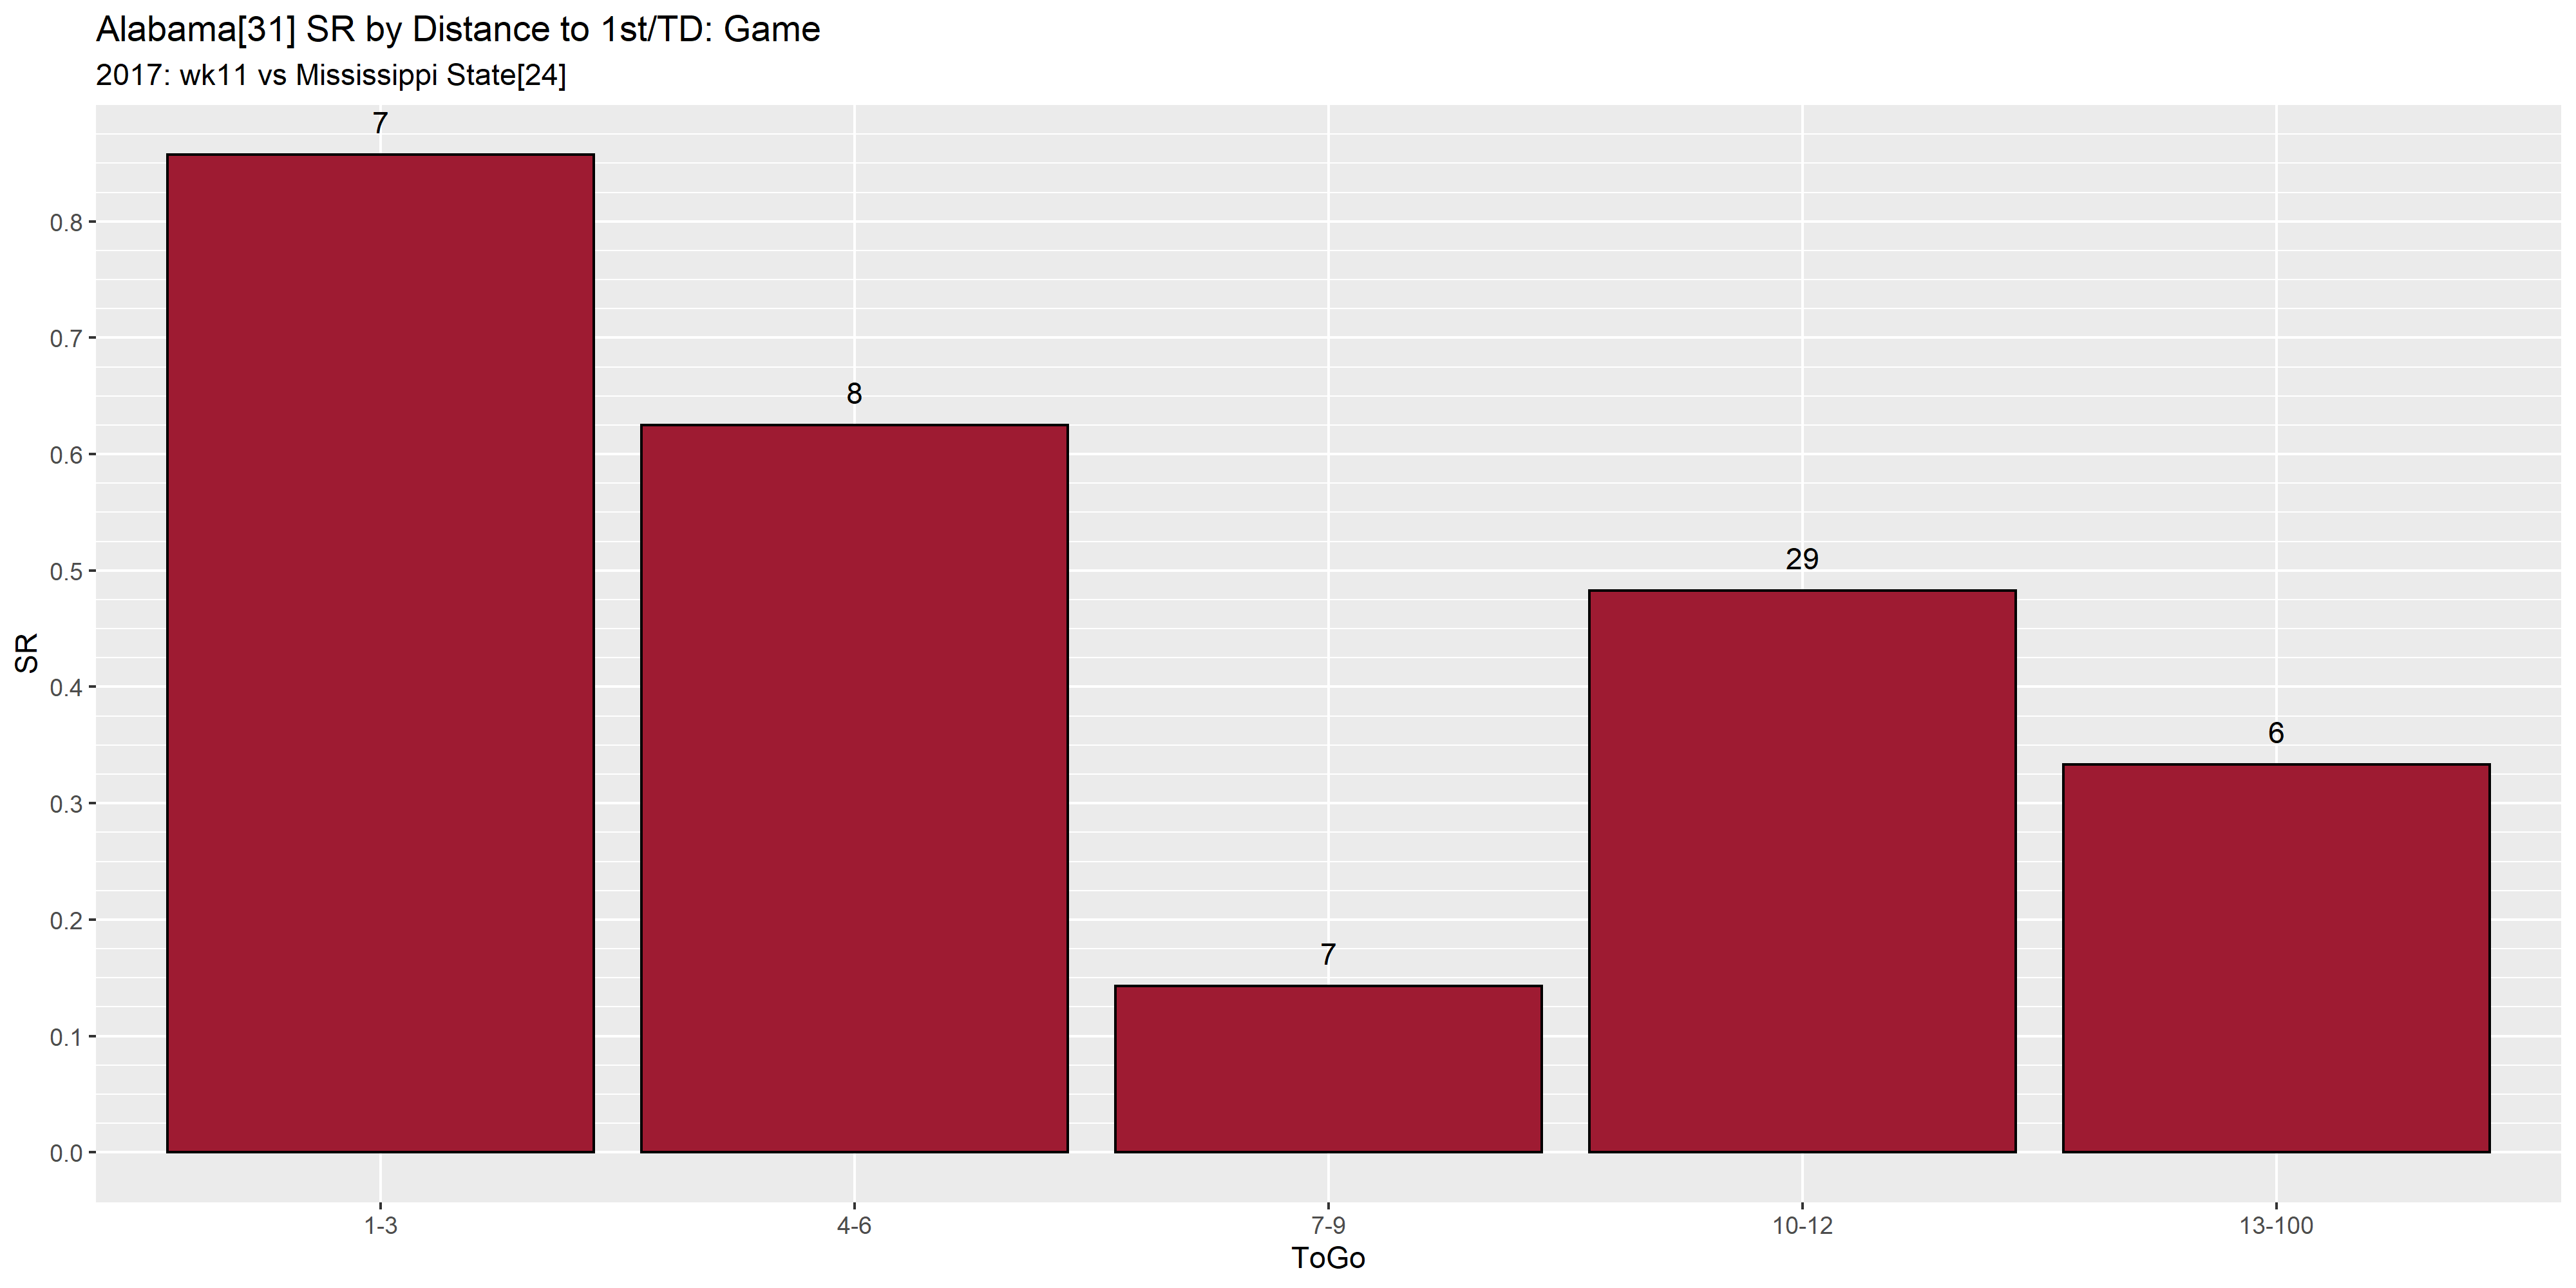 Alabama[31] SR by Distance to 1st/TD: Game
2017: wk11 vs Mississippi State[24]
7
8
7
29
6
0.8
0.7
0.6
0.5
0.4
0.3
0.2
0.1
0.0
SR
1-3 4-6 7-9 10-12 13-100
ToGo